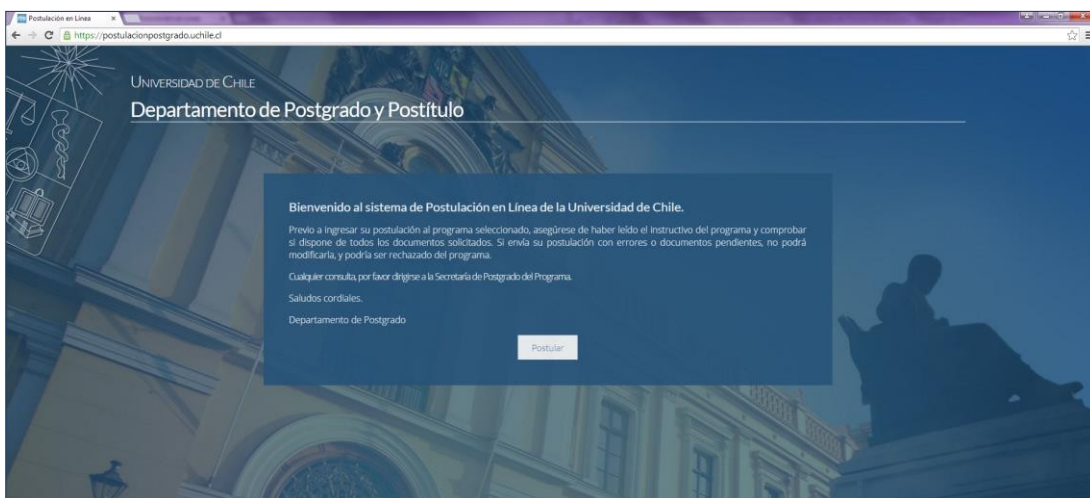 Postulación en Línea
https://postulacionpostgrado.uchile.cl
UNIVERSIDAD DE CHILE
Departamento de Postgrado y Postítulo
Bienvenido al sistema de Postulación en Línea de la Universidad de Chile.
Previo a ingresar su postulación al programa seleccionado, asegúrese de haber leído el instructivo del programa y comprobar
si dispone de todos los documentos solicitados. Si envía su postulación con errores o documentos pendientes, no podrá
modificarla, y podría ser rechazado del programa.
Cualquier consulta, por favor dirigirse a la Secretaría de Postgrado del Programa.
Saludos cordiales.
Departamento de Postgrado
Postular